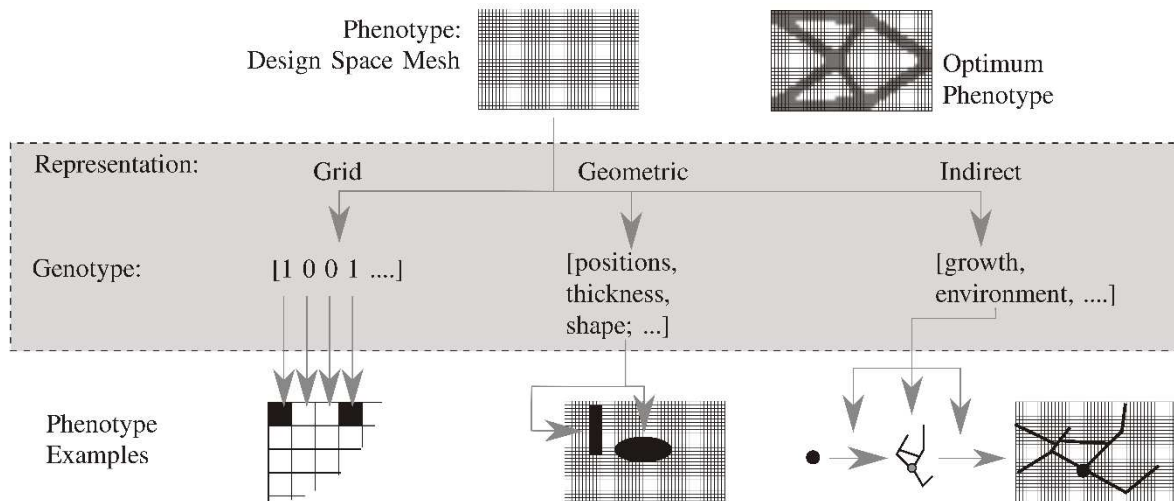 Phenotype:
Design Space Mesh
Optimum
Phenotype
Representation:
Grid
Geometric
Indirect
Genotype:
[1 0 0 1 ....]
[positions,
thickness,
shape; ...]
[growth,
environment, ....]
Phenotype
Examples